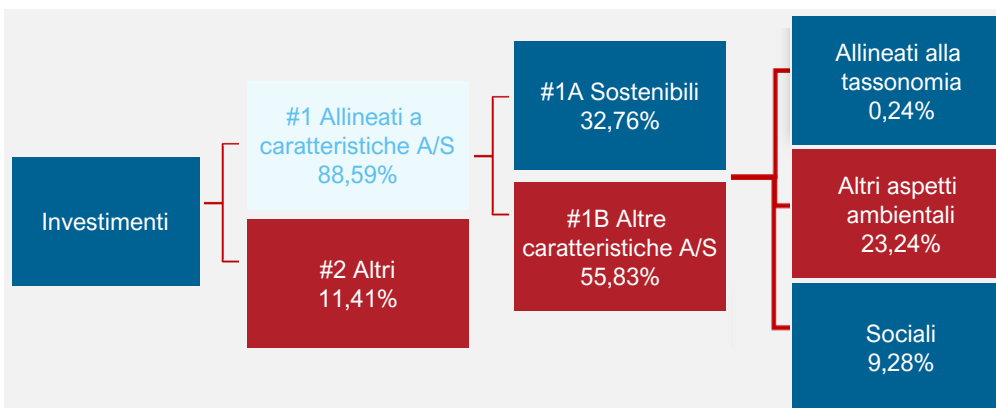 Investimenti
#1 Allineati a
caratteristiche A/S
88,59%
#2 Altri
11,41%
#1A Sostenibili
32,76%
#1B Altre
caratteristiche A/S
55,83%
Allineati alla
tassonomia
0,24%
Altri aspetti
ambientali
23,24%
Sociali
9,28%